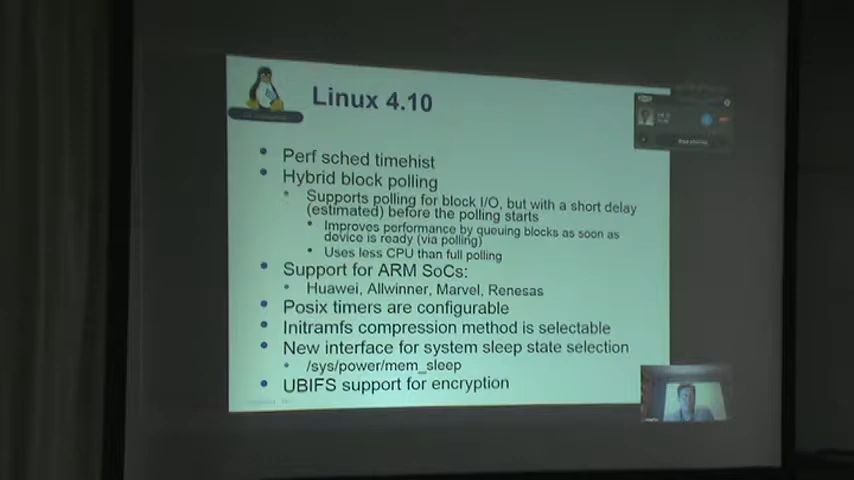 Linux 4.10
Perf sched timehist
Hybrid block polling
Supports polling for block I/O, but with a short delay
(estimated) before the polling starts
Improves performance by queuing blocks as soon as
device is ready (via polling)
Uses less CPU than full polling
Support for ARM SoCs:
Huawei, Allwinner, Marvel, Renesas
Posix timers are configurable
Initramfs compression method is selectable
New interface for system sleep state selection
/sys/power/mem_sleep
UBIFS support for encryption